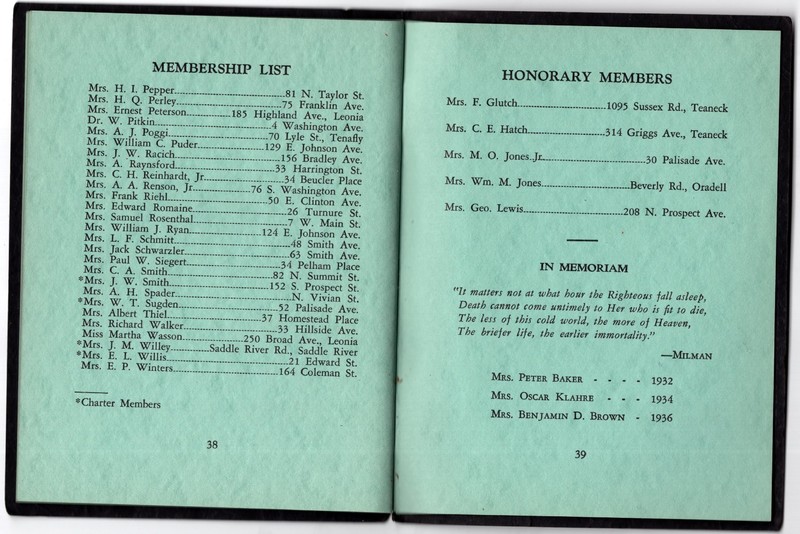 MEMBERSHIP LIST
Mrs. H. I. Pepper..........81 N. Taylor St.
Mrs. H. Q. Perley..........75 Franklin Ave.
Mrs. Ernest Peterson..........185 Highland Ave., Leonia
Dr. W. Pitkin..........4 Washington Ave.
Mrs. A. J. Poggi..........70 Lyle St., Tenafly
Mrs. William C. Puder..........129 E. Johnson Ave.
Mrs. J. W. Racich..........156 Bradley Ave.
Mrs. A. Raynsford..........33 Harrington St.
Mrs. C. H. Reinhardt, Jr...........34 Beucler Place
Mrs. A. A. Renson, Jr...........76 S. Washington Ave.
Mrs. Frank Riehl..........50 E. Clinton Ave.
Mrs. Edward Romaine..........26 Turnure St.
Mrs. Samuel Rosenthal..........7 W. Main St.
Mrs. William J. Ryan..........124 E. Johnson Ave.
Mrs. L. F. Schmitt..........48 Smith Ave.
Mrs. Jack Schwarzler..........63 Smith Ave.
Mrs. Paul W. Siegert..........34 Pelham Place
Mrs. C. A. Smith..........82 N. Summit St.
*Mrs. J. W. Smith..........152 S. Prospect St.
Mrs. A. H. Spader..........N. Vivian St.
*Mrs. W. T. Sugden..........52 Palisade Ave.
Mrs. Albert Thiel..........37 Homestead Place
Mrs. Richard Walker..........33 Hillside Ave.
Miss Martha Wasson..........250 Broad Ave., Leonia
*Mrs. J. M. Willey..........Saddle River Rd., Saddle River
*Mrs. E. L. Willis..........21 Edward St.
Mrs. E. P. Winters..........164 Coleman St.
*Charter Members
38
HONORARY MEMBERS
Mrs. F. Glutch..........1095 Sussex Rd., Teaneck
Mrs. C. E. Hatch..........314 Griggs Ave., Teaneck
Mrs. M. O. Jones, Jr...........30 Palisade Ave.
Mrs. Wm. M. Jones..........Beverly Rd., Oradell
Mrs. Geo. Lewis..........208 N. Prospect Ave.
IN MEMORIAM
"It matters not at what hour the Righteous fall asleep,
Death cannot come untimely to Her who is fit to die,
The less of this cold world, the more of Heaven,
The briefer life, the earlier immortality."
—MILMAN
MRS. PETER BAKER - - - - 1932
MRS. OSCAR KLAHRE - - - 1934
MRS. BENJAMIN D. BROWN - 1936
39